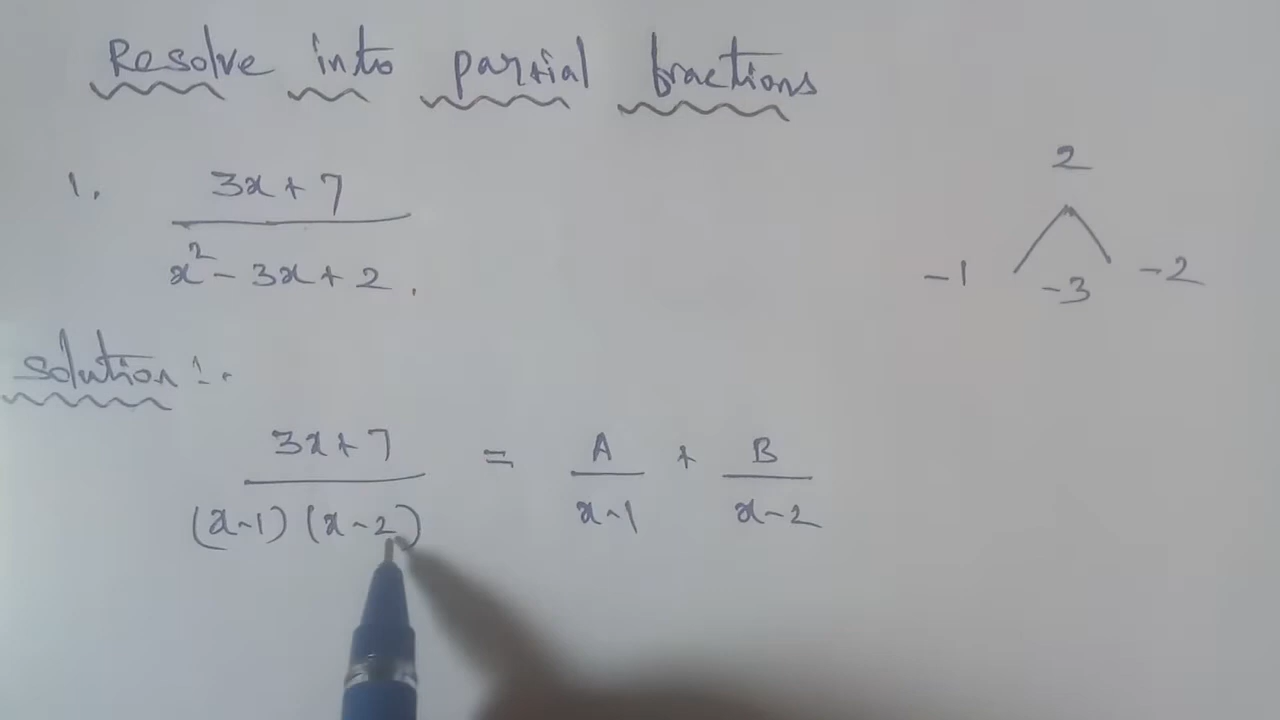 Resolve into partial fractions
1. 3x + 7
x² - 3x + 2.
2
-1 -3 -2
Solution :-
3x + 7 = A + B
(x-1) (x-2) x-1 x-2